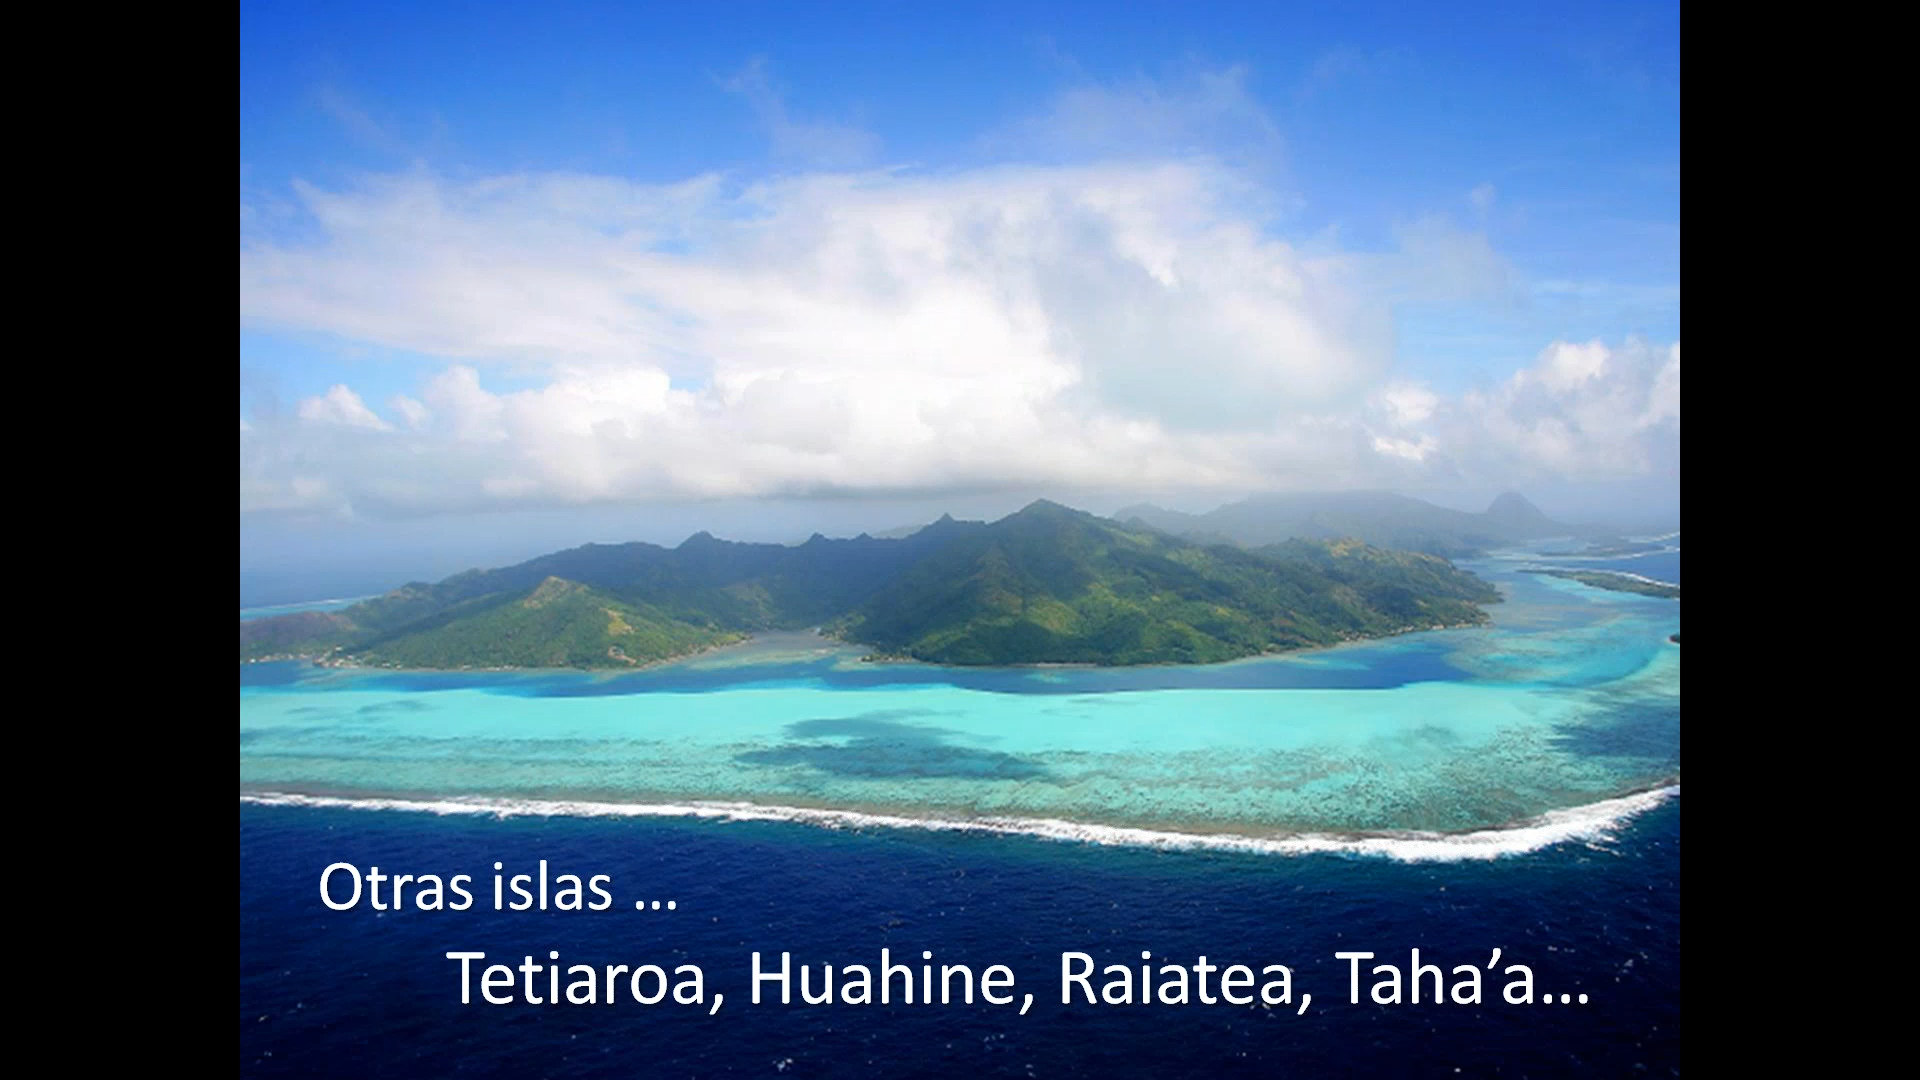 Otras islas ...
Tetiaroa, Huahine, Raiatea, Taha’a...